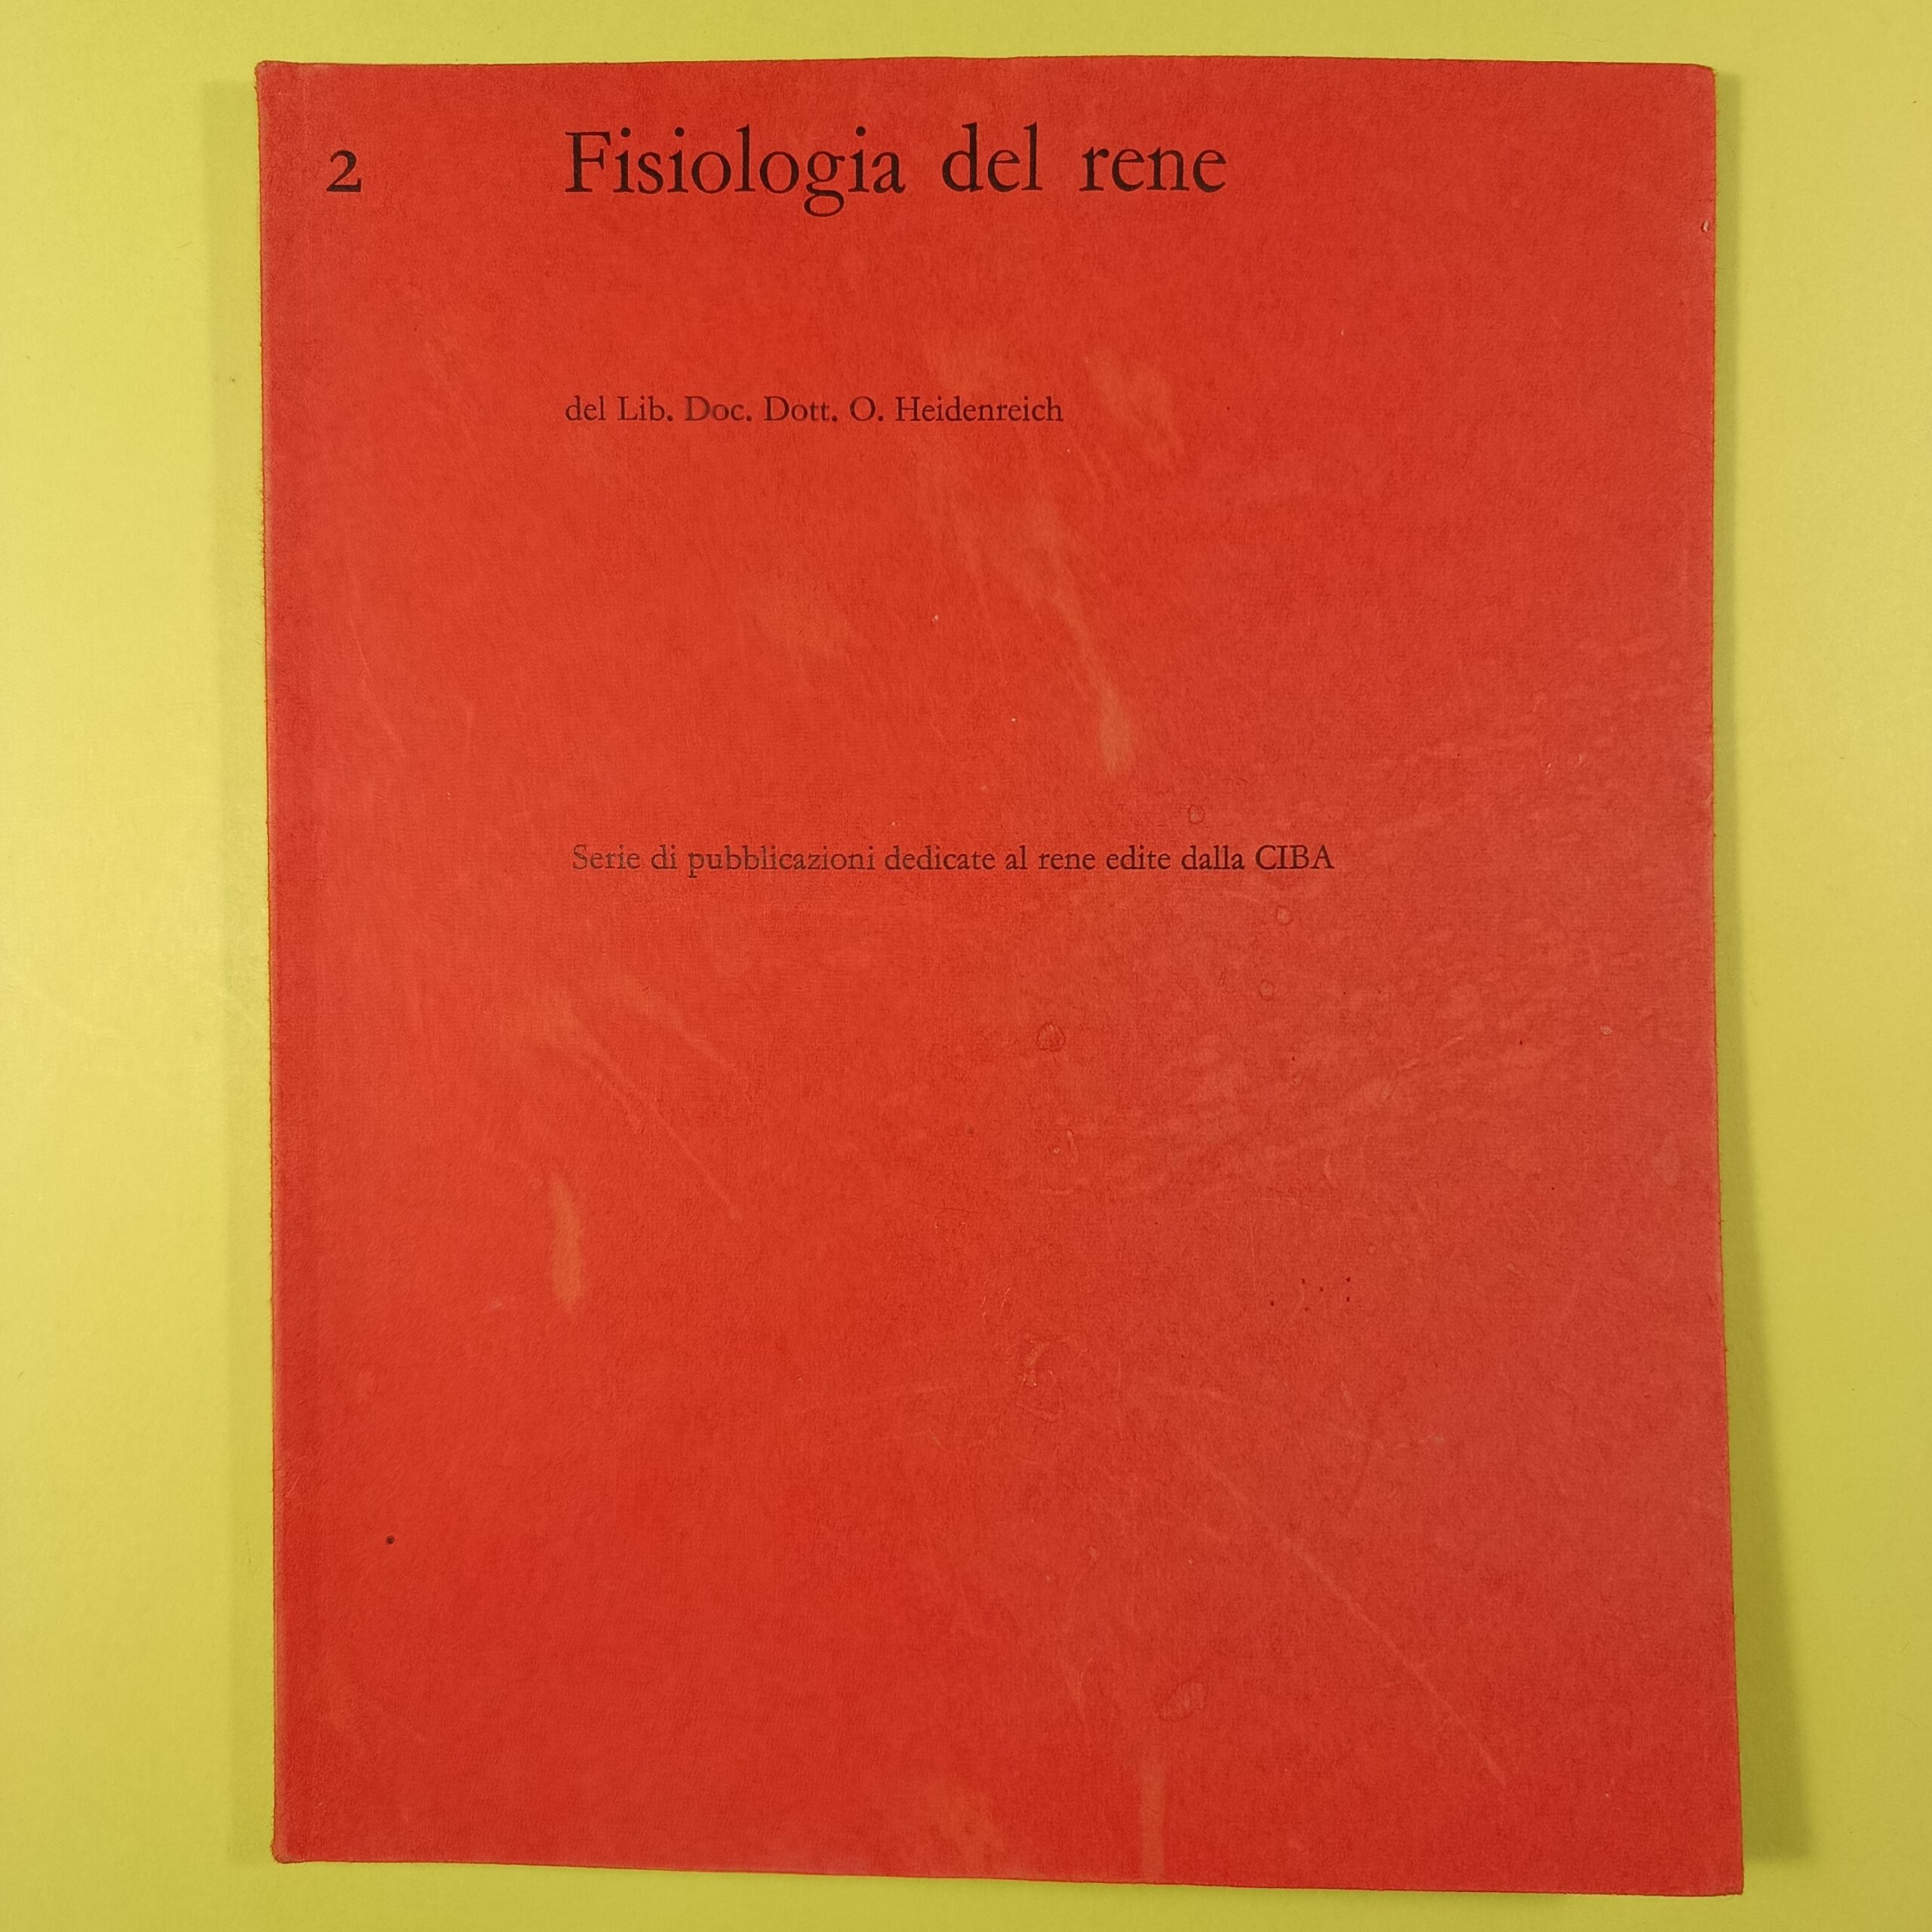 2 Fisiologia del rene
del Lib. Doc. Dott. O. Heidenreich
Serie di pubblicazioni dedicate al rene edite dalla CIBA